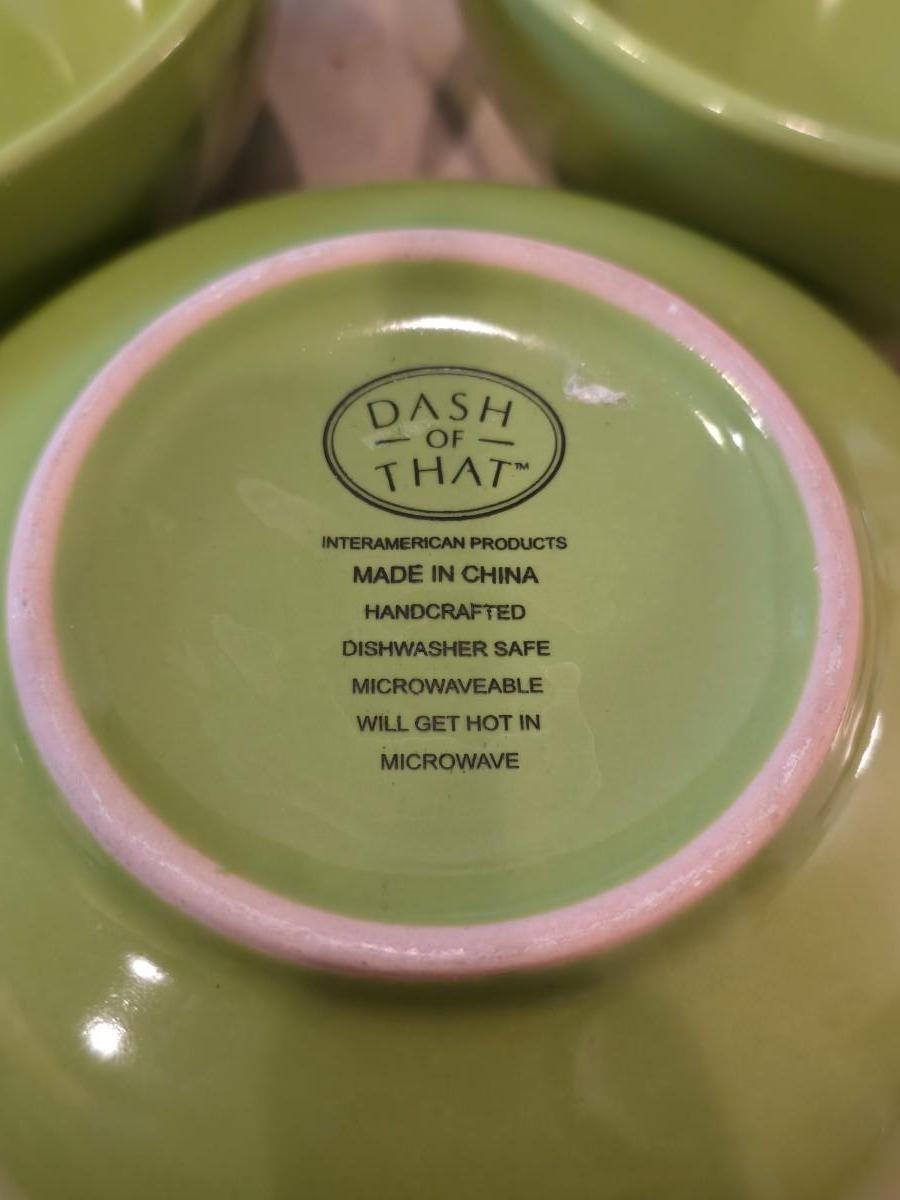 DASH
OF
THAT™
INTERAMERICAN PRODUCTS
MADE IN CHINA
HANDCRAFTED
DISHWASHER SAFE
MICROWAVEABLE
WILL GET HOT IN
MICROWAVE